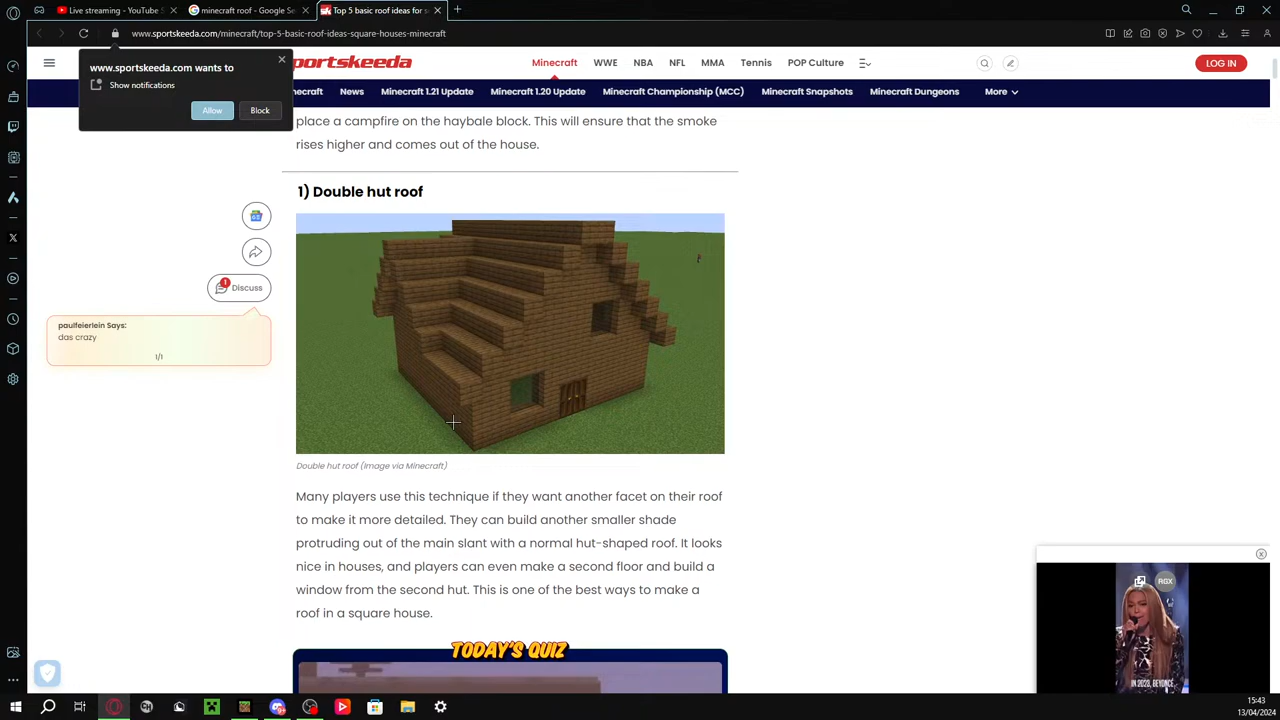 Live streaming - YouTube S
minecraft roof - Google Se
Top 5 basic roof ideas for s
www.sportskeeda.com/minecraft/top-5-basic-roof-ideas-square-houses-minecraft
www.sportskeeda.com wants to
Show notifications
Allow
Block
portskeeda
Minecraft
WWE
NBA
NFL
MMA
Tennis
POP Culture
LOG IN
necraft
News
Minecraft 1.21 Update
Minecraft 1.20 Update
Minecraft Championship (MCC)
Minecraft Snapshots
Minecraft Dungeons
More
place a campfire on the haybale block. This will ensure that the smoke
rises higher and comes out of the house.
1) Double hut roof
1
Discuss
paulfeierlein Says:
das crazy
1/1
Double hut roof (Image via Minecraft)
Many players use this technique if they want another facet on their roof
to make it more detailed. They can build another smaller shade
protruding out of the main slant with a normal hut-shaped roof. It looks
nice in houses, and players can even make a second floor and build a
window from the second hut. This is one of the best ways to make a
roof in a square house.
TODAY'S QUIZ
RGX
IN 2023, BEYONCÉ
15:43
13/04/2024